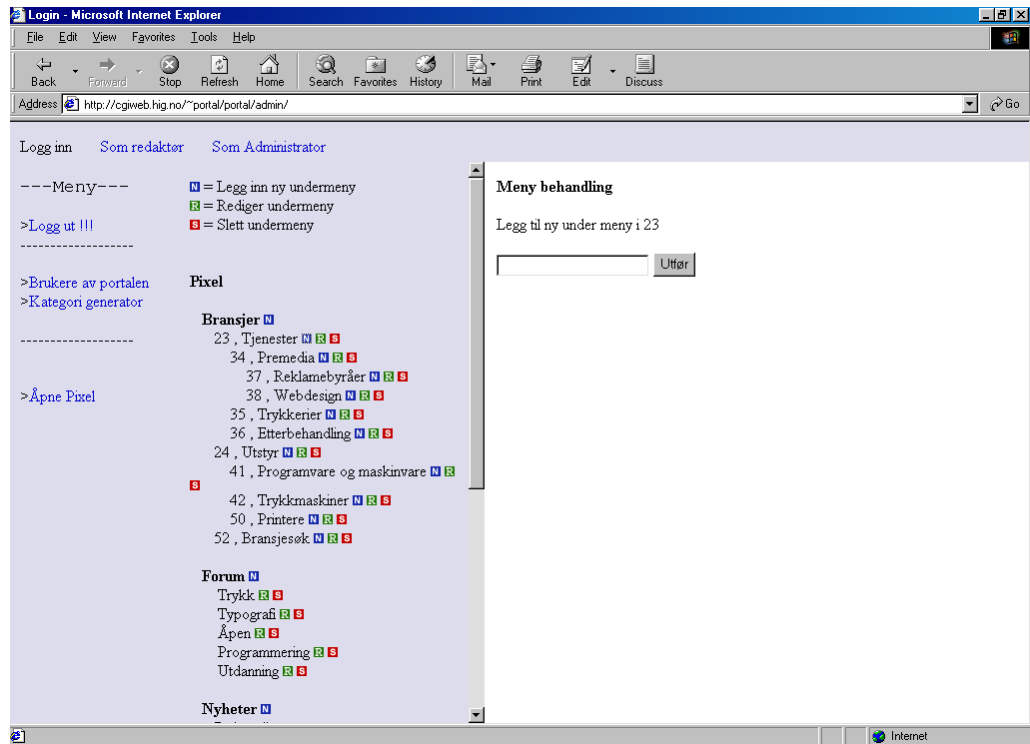 Login - Microsoft Internet Explorer
File Edit View Favorites Tools Help
Back Forward Stop Refresh Home Search Favorites History Mail Print Edit Discuss
Address http://cgiweb.hig.no/~portal/portal/admin/ Go
Logg inn Som redaktør Som Administrator
---Meny---
>Logg ut !!!
-------------------
>Brukere av portalen
>Kategori generator
-------------------
>Åpne Pixel
N = Legg inn ny undermeny
R = Rediger undermeny
S = Slett undermeny
Pixel
Bransjer N
23 , Tjenester N R S
34 , Premedia N R S
37 , Reklamebyråer N R S
38 , Webdesign N R S
35 , Trykkerier N R S
36 , Etterbehandling N R S
24 , Utstyr N R S
41 , Programvare og maskinvare N R
S
42 , Trykkmaskiner N R S
50 , Printere N R S
52 , Bransjesøk N R S
Forum N
Trykk R S
Typografi R S
Åpen R S
Programmering R S
Utdanning R S
Nyheter N
Meny behandling
Legg til ny under meny i 23
Utfør
Internet